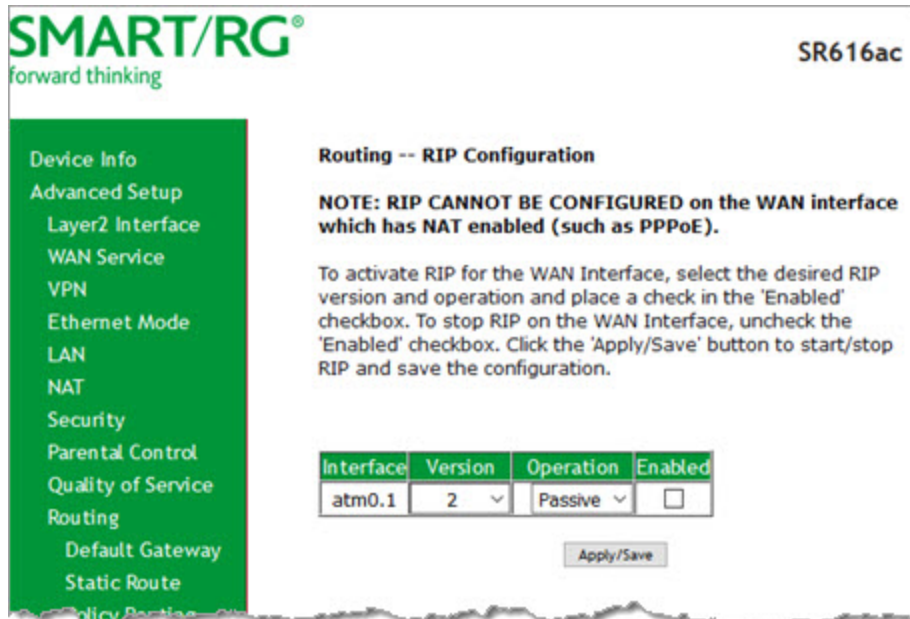 SMART/RG®
forward thinking
SR616ac
Device Info
Advanced Setup
Layer2 Interface
WAN Service
VPN
Ethernet Mode
LAN
NAT
Security
Parental Control
Quality of Service
Routing
Default Gateway
Static Route
Policy Routing
Routing -- RIP Configuration
NOTE: RIP CANNOT BE CONFIGURED on the WAN interface
which has NAT enabled (such as PPPoE).
To activate RIP for the WAN Interface, select the desired RIP
version and operation and place a check in the 'Enabled'
checkbox. To stop RIP on the WAN Interface, uncheck the
'Enabled' checkbox. Click the 'Apply/Save' button to start/stop
RIP and save the configuration.
Interface Version Operation Enabled
atm0.1 2 Passive
Apply/Save